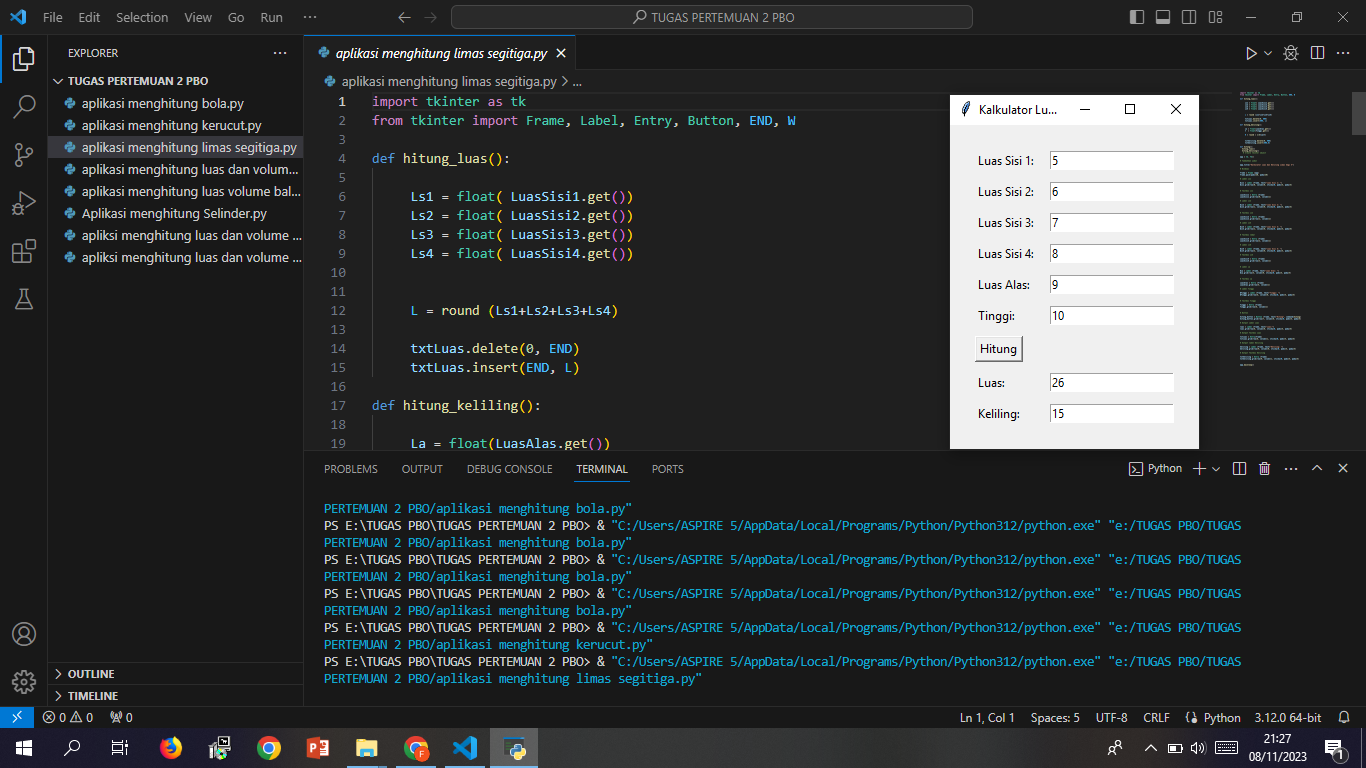 File Edit Selection View Go Run ···
TUGAS PERTEMUAN 2 PBO
EXPLORER
TUGAS PERTEMUAN 2 PBO
aplikasi menghitung bola.py
aplikasi menghitung kerucut.py
aplikasi menghitung limas segitiga.py
aplikasi menghitung luas dan volum...
aplikasi menghitung luas volume bal...
Aplikasi menghitung Selinder.py
apliksi menghitung luas dan volume ...
apliksi menghitung luas dan volume ...
OUTLINE
TIMELINE
aplikasi menghitung limas segitiga.py
aplikasi menghitung limas segitiga.py > ...
1 import tkinter as tk
2 from tkinter import Frame, Label, Entry, Button, END, W
3
4 def hitung_luas():
5
6 Ls1 = float( LuasSisi1.get())
7 Ls2 = float( LuasSisi2.get())
8 Ls3 = float( LuasSisi3.get())
9 Ls4 = float( LuasSisi4.get())
10
11
12 L = round (Ls1+Ls2+Ls3+Ls4)
13
14 txtLuas.delete(0, END)
15 txtLuas.insert(END, L)
16
17 def hitung_keliling():
18
19 La = float(LuasAlas.get())
Kalkulator Lu...
Luas Sisi 1: 5
Luas Sisi 2: 6
Luas Sisi 3: 7
Luas Sisi 4: 8
Luas Alas: 9
Tinggi: 10
Hitung
Luas: 26
Keliling: 15
PROBLEMS OUTPUT DEBUG CONSOLE TERMINAL PORTS
Python
PERTEMUAN 2 PBO/aplikasi menghitung bola.py"
PS E:\TUGAS PBO\TUGAS PERTEMUAN 2 PBO> & "C:/Users/ASPIRE 5/AppData/Local/Programs/Python/Python312/python.exe" "e:/TUGAS PBO/TUGAS
PERTEMUAN 2 PBO/aplikasi menghitung bola.py"
PS E:\TUGAS PBO\TUGAS PERTEMUAN 2 PBO> & "C:/Users/ASPIRE 5/AppData/Local/Programs/Python/Python312/python.exe" "e:/TUGAS PBO/TUGAS
PERTEMUAN 2 PBO/aplikasi menghitung bola.py"
PS E:\TUGAS PBO\TUGAS PERTEMUAN 2 PBO> & "C:/Users/ASPIRE 5/AppData/Local/Programs/Python/Python312/python.exe" "e:/TUGAS PBO/TUGAS
PERTEMUAN 2 PBO/aplikasi menghitung bola.py"
PS E:\TUGAS PBO\TUGAS PERTEMUAN 2 PBO> & "C:/Users/ASPIRE 5/AppData/Local/Programs/Python/Python312/python.exe" "e:/TUGAS PBO/TUGAS
PERTEMUAN 2 PBO/aplikasi menghitung kerucut.py"
PS E:\TUGAS PBO\TUGAS PERTEMUAN 2 PBO> & "C:/Users/ASPIRE 5/AppData/Local/Programs/Python/Python312/python.exe" "e:/TUGAS PBO/TUGAS
PERTEMUAN 2 PBO/aplikasi menghitung limas segitiga.py"
0 0 0 Ln 1, Col 1 Spaces: 5 UTF-8 CRLF Python 3.12.0 64-bit
21:27
08/11/2023
1